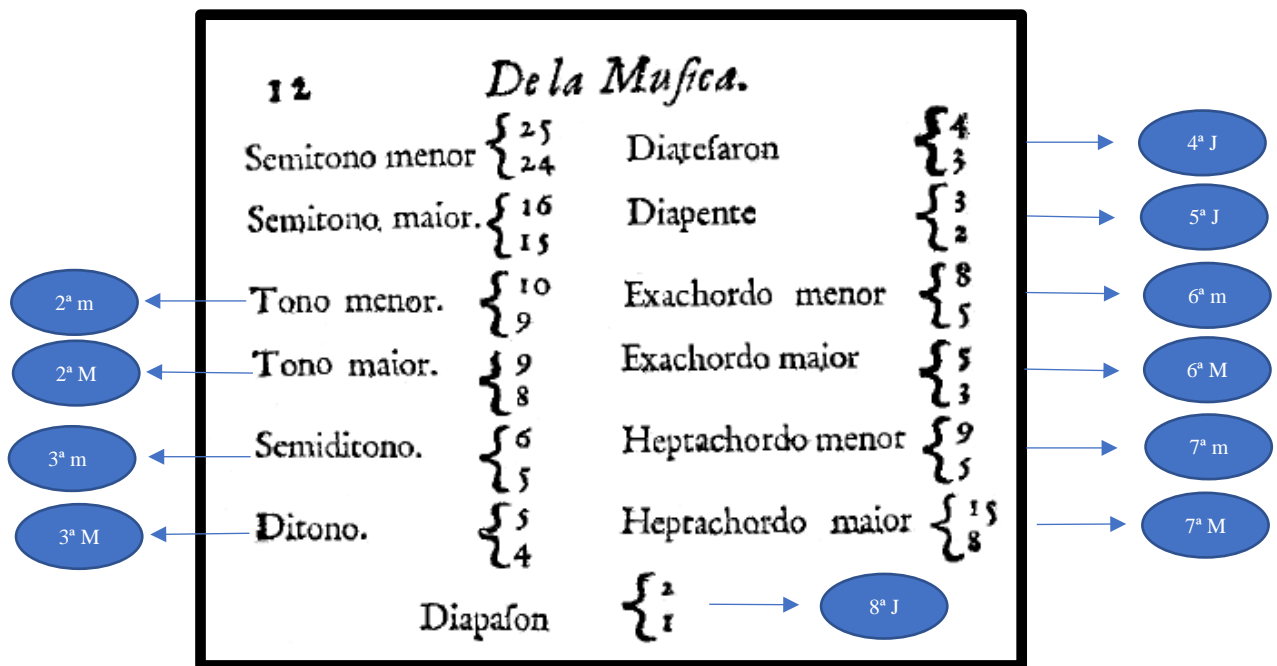 12 De la Muſica.
Semitono menor { 25 24 Diateſaron { 4 3 4ª J
Semitono maior. { 16 15 Diapente { 3 2 5ª J
2ª m Tono menor. { 10 9 Exachordo menor { 8 5 6ª m
2ª M Tono maior. { 9 8 Exachordo maior { 5 3 6ª M
3ª m Semiditono. { 6 5 Heptachordo menor { 9 5 7ª m
3ª M Ditono. { 5 4 Heptachordo maior { 15 8 7ª M
Diapaſon { 2 1 8ª J